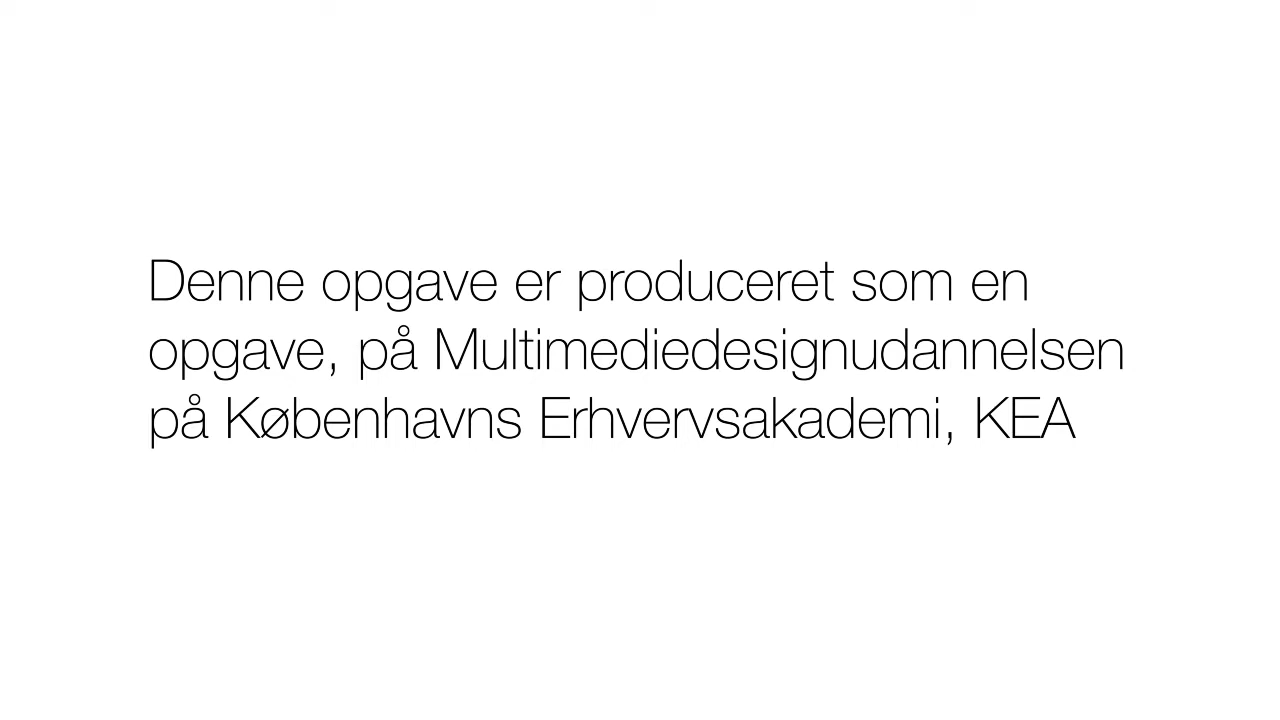 Denne opgave er produceret som en
opgave, på Multimediedesignudannelsen
på Københavns Erhvervsakademi, KEA